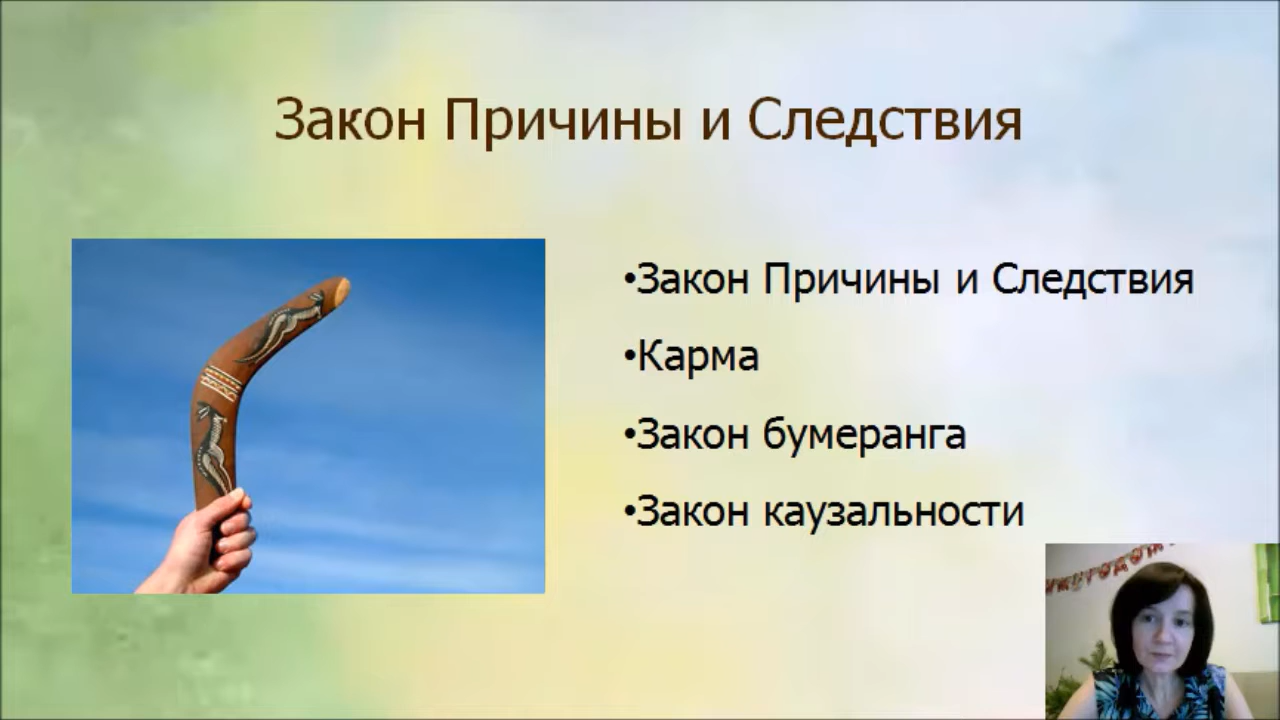 Закон Причины и Следствия
•Закон Причины и Следствия
•Карма
•Закон бумеранга
•Закон каузальности